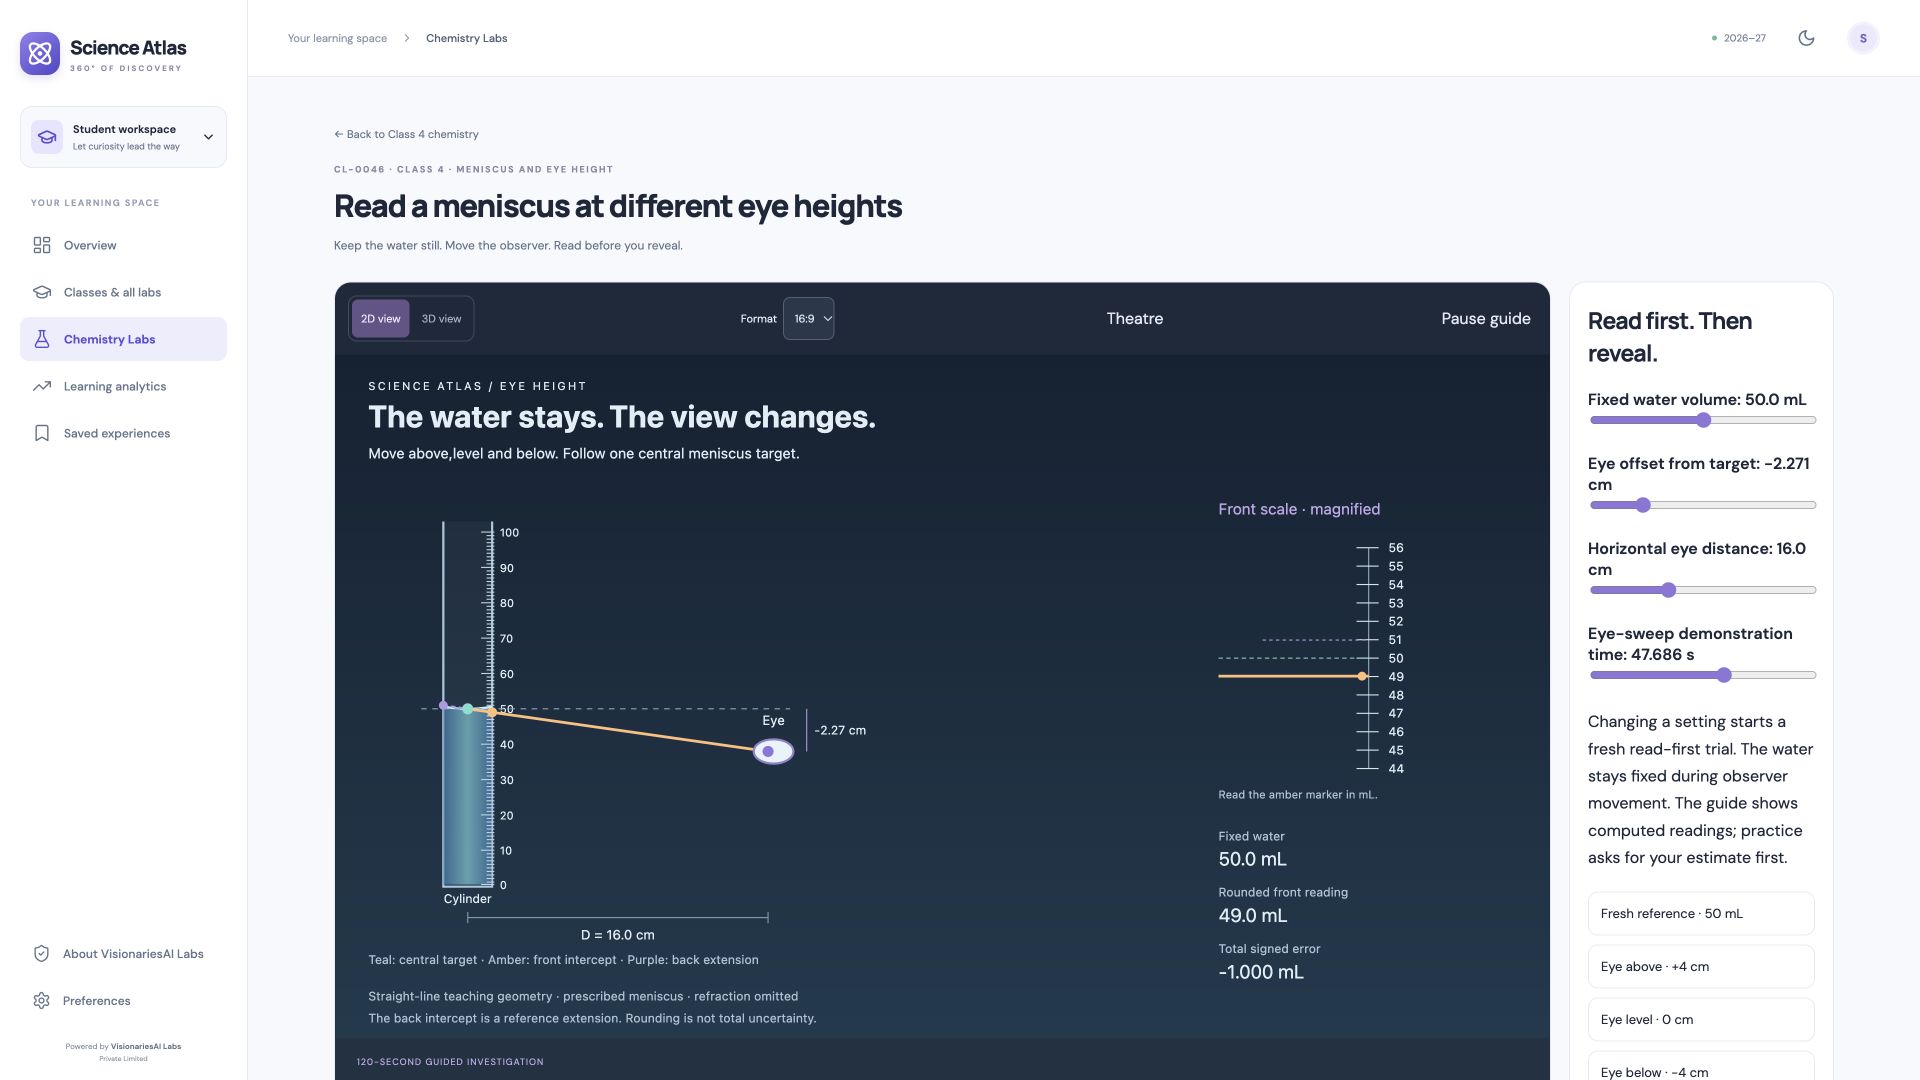 Science Atlas
360° OF DISCOVERY
Student workspace
Let curiosity lead the way
YOUR LEARNING SPACE
Overview
Classes & all labs
Chemistry Labs
Learning analytics
Saved experiences
About VisionariesAI Labs
Preferences
Powered by VisionariesAI Labs
Private Limited
Your learning space
Chemistry Labs
2026–27
S
← Back to Class 4 chemistry
CL-0046 · CLASS 4 · MENISCUS AND EYE HEIGHT
Read a meniscus at different eye heights
Keep the water still. Move the observer. Read before you reveal.
2D view
3D view
Format
16:9
Theatre
Pause guide
SCIENCE ATLAS / EYE HEIGHT
The water stays. The view changes.
Move above,level and below. Follow one central meniscus target.
100
90
80
70
60
50
40
30
20
10
0
Cylinder
Eye
-2.27 cm
D = 16.0 cm
Teal: central target · Amber: front intercept · Purple: back extension
Straight-line teaching geometry · prescribed meniscus · refraction omitted
The back intercept is a reference extension. Rounding is not total uncertainty.
Front scale · magnified
56
55
54
53
52
51
50
49
48
47
46
45
44
Read the amber marker in mL.
Fixed water
50.0 mL
Rounded front reading
49.0 mL
Total signed error
-1.000 mL
120-SECOND GUIDED INVESTIGATION
Read first. Then
reveal.
Fixed water volume: 50.0 mL
Eye offset from target: -2.271
cm
Horizontal eye distance: 16.0
cm
Eye-sweep demonstration
time: 47.686 s
Changing a setting starts a
fresh read-first trial. The water
stays fixed during observer
movement. The guide shows
computed readings; practice
asks for your estimate first.
Fresh reference · 50 mL
Eye above · +4 cm
Eye level · 0 cm
Eye below · -4 cm